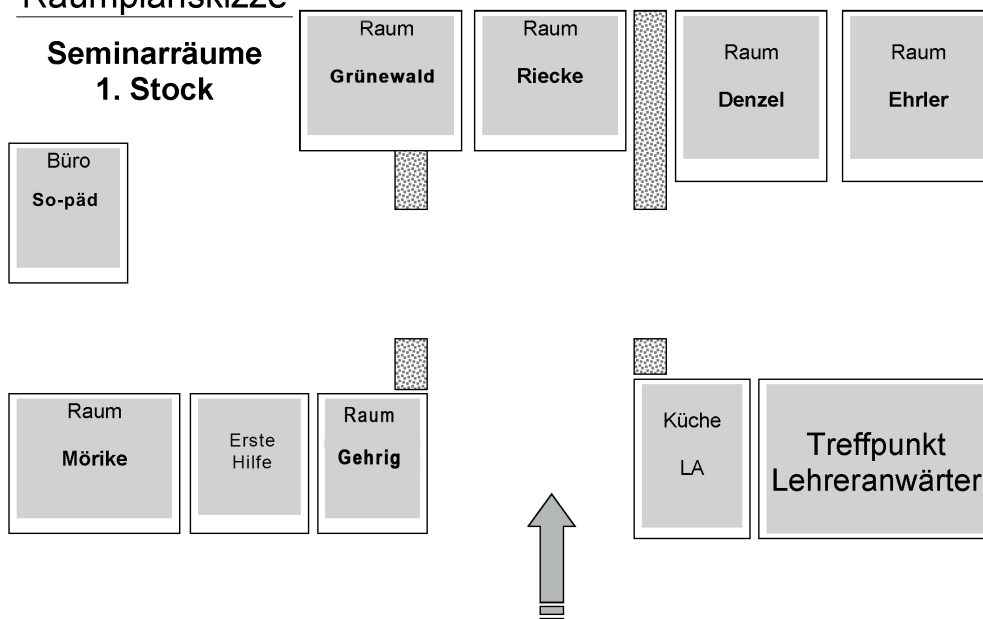 Raumplanskizze
Seminarräume
1. Stock
Raum
Grünewald
Raum
Riecke
Raum
Denzel
Raum
Ehrler
Büro
So-päd
Raum
Mörike
Erste
Hilfe
Raum
Gehrig
Küche
LA
Treffpunkt
Lehreranwärter